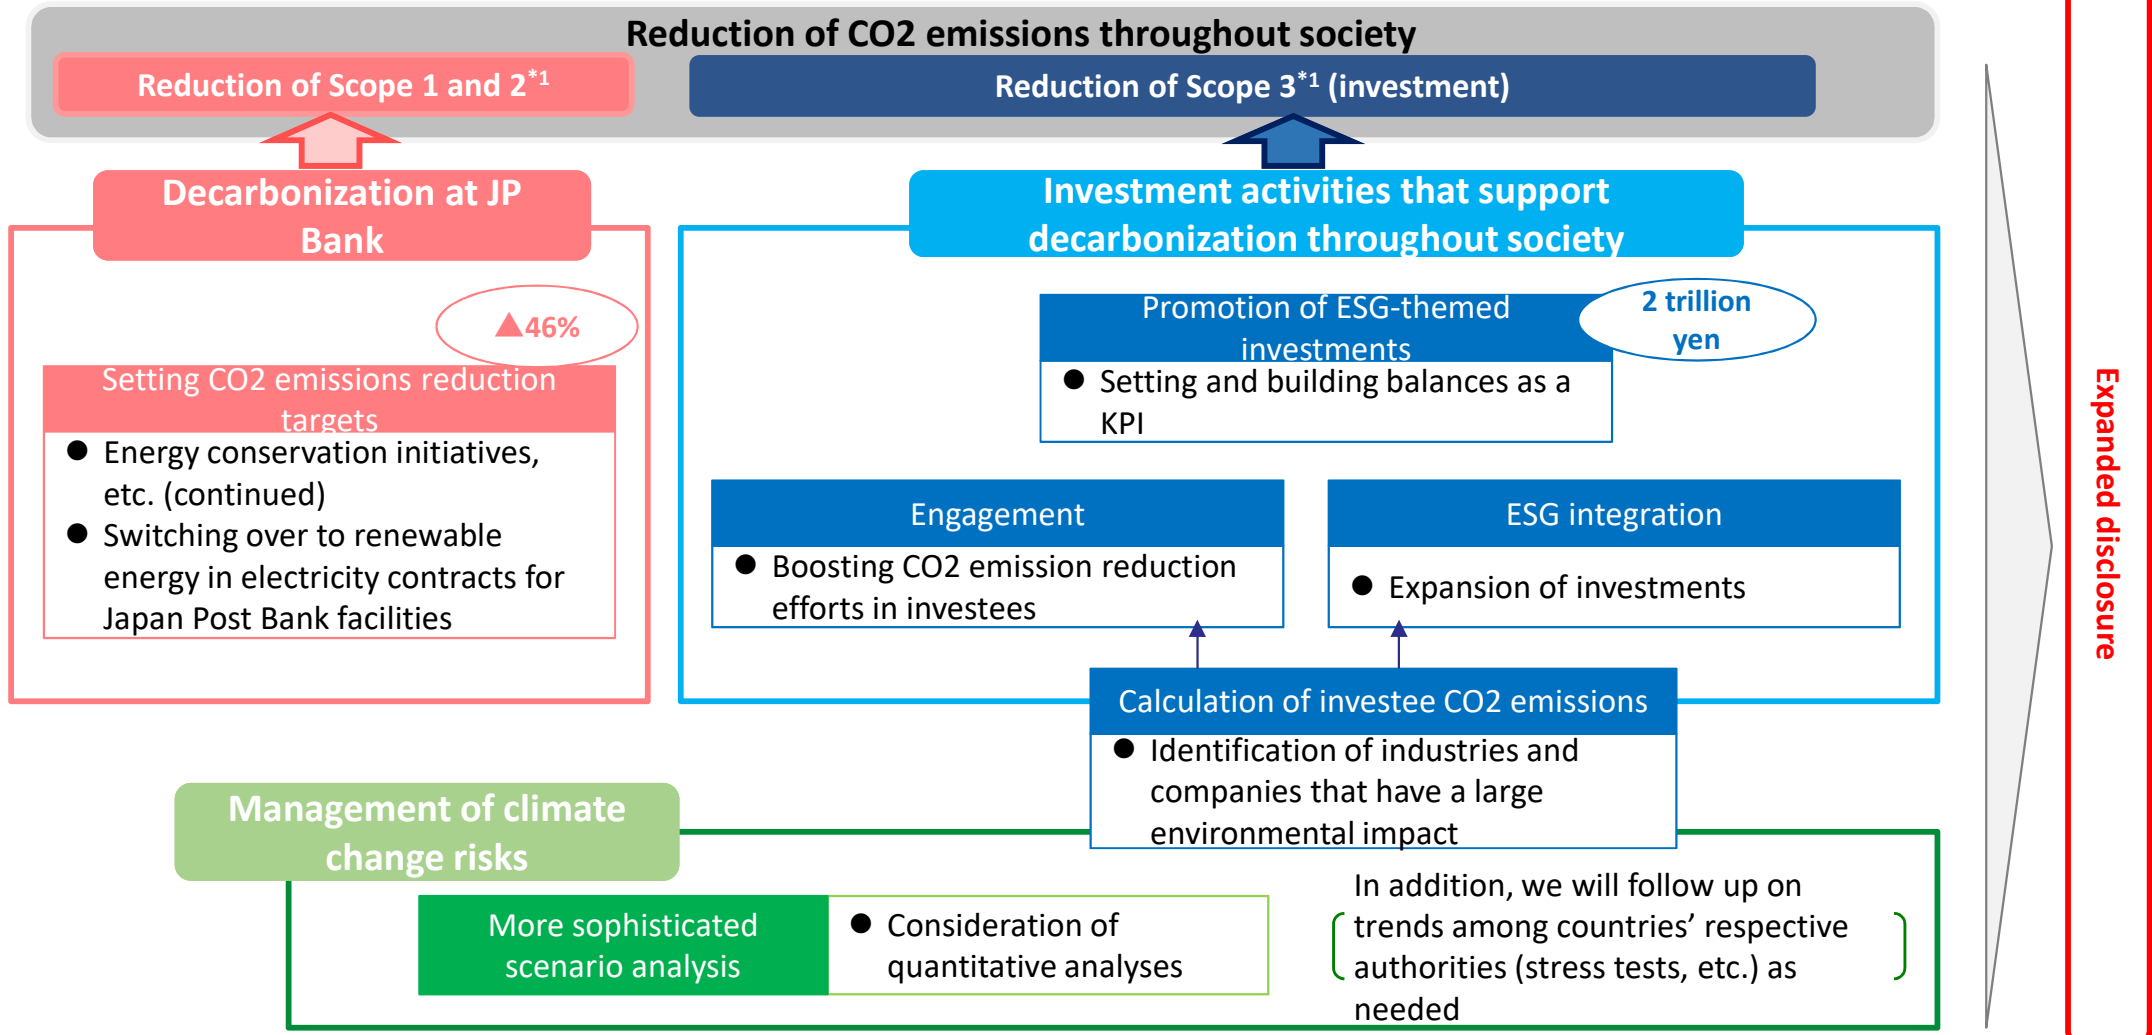 Reduction of CO2 emissions throughout society
Reduction of Scope 1 and 2*1
Reduction of Scope 3*1 (investment)
Decarbonization at JP
Bank
▲46%
Setting CO2 emissions reduction
targets
● Energy conservation initiatives,
etc. (continued)
● Switching over to renewable
energy in electricity contracts for
Japan Post Bank facilities
Investment activities that support
decarbonization throughout society
Promotion of ESG-themed
investments
2 trillion
yen
● Setting and building balances as a
KPI
Engagement
● Boosting CO2 emission reduction
efforts in investees
ESG integration
● Expansion of investments
Calculation of investee CO2 emissions
● Identification of industries and
companies that have a large
environmental impact
Management of climate
change risks
More sophisticated
scenario analysis
● Consideration of
quantitative analyses
In addition, we will follow up on
trends among countries’ respective
authorities (stress tests, etc.) as
needed
Expanded disclosure